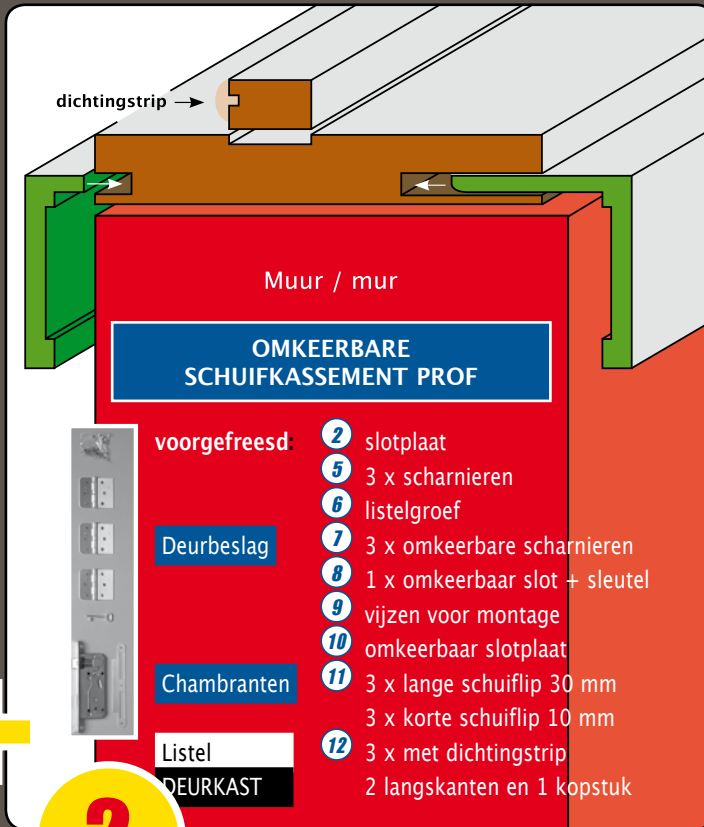 dichtingstrip
Muur / mur
OMKEERBARE
SCHUIFKASSEMENT PROF
voorgefreesd: 2 slotplaat
5 3 x scharnieren
6 listelgroef
Deurbeslag 7 3 x omkeerbare scharnieren
8 1 x omkeerbaar slot + sleutel
9 vijzen voor montage
10 omkeerbaar slotplaat
Chambranten 11 3 x lange schuiflip 30 mm
3 x korte schuiflip 10 mm
Listel 12 3 x met dichtingstrip
DEURKAST 2 langskanten en 1 kopstuk